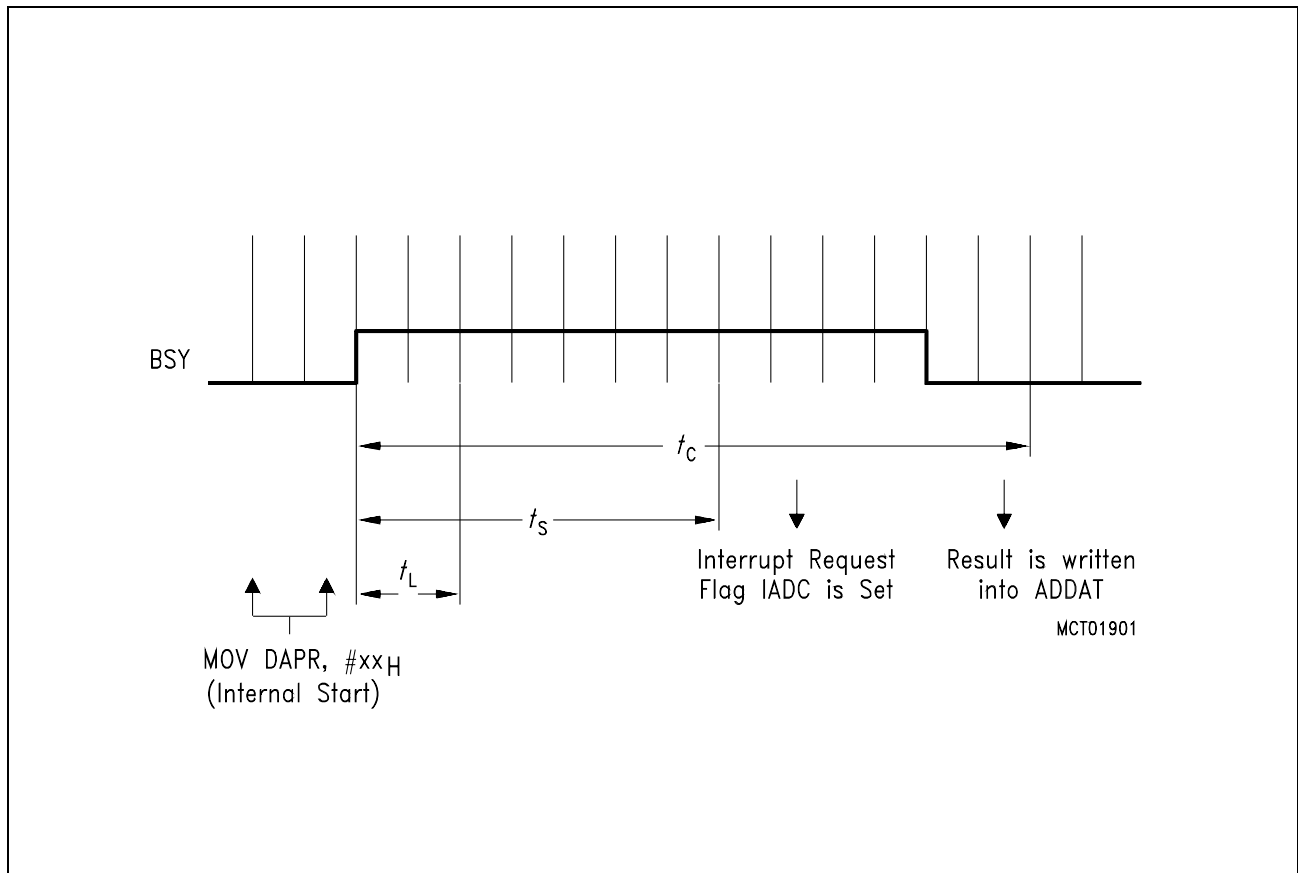 BSY
tC
tS
tL
Interrupt Request
Flag IADC is Set
Result is written
into ADDAT
MCT01901
MOV DAPR, #xxH
(Internal Start)